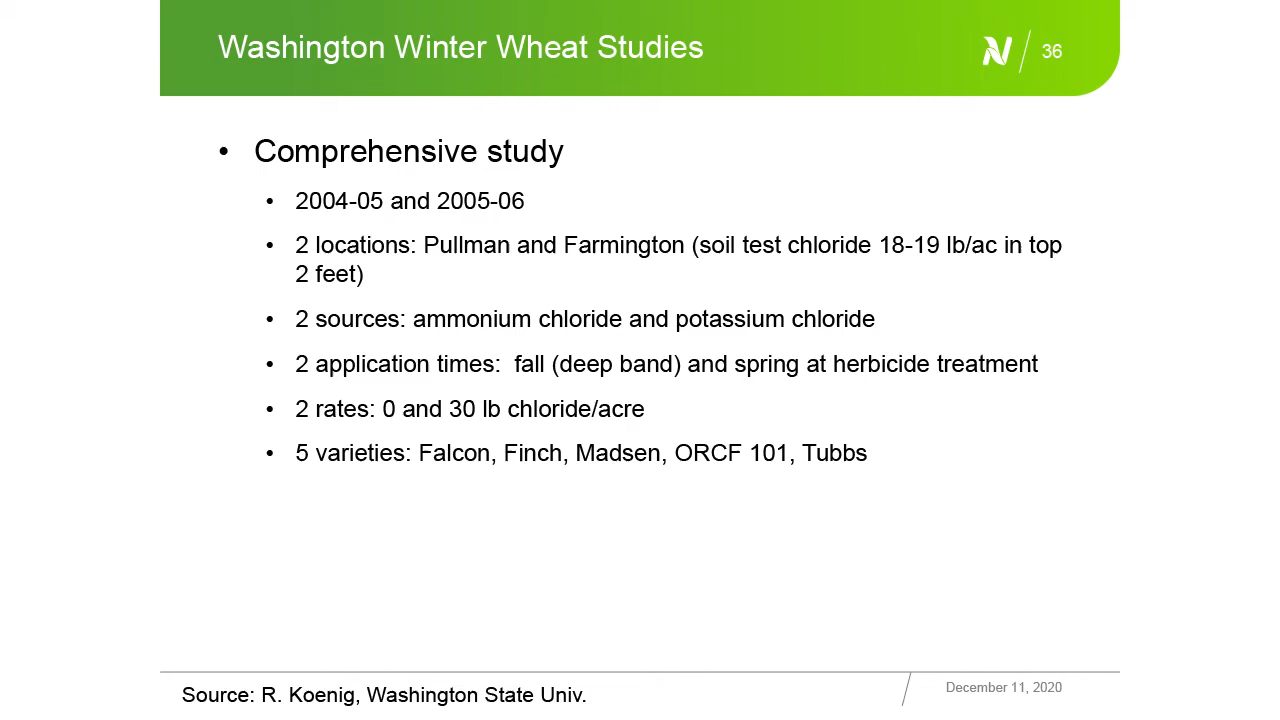 Washington Winter Wheat Studies
36
• Comprehensive study
• 2004-05 and 2005-06
• 2 locations: Pullman and Farmington (soil test chloride 18-19 lb/ac in top
2 feet)
• 2 sources: ammonium chloride and potassium chloride
• 2 application times:  fall (deep band) and spring at herbicide treatment
• 2 rates: 0 and 30 lb chloride/acre
• 5 varieties: Falcon, Finch, Madsen, ORCF 101, Tubbs
Source: R. Koenig, Washington State Univ.
December 11, 2020